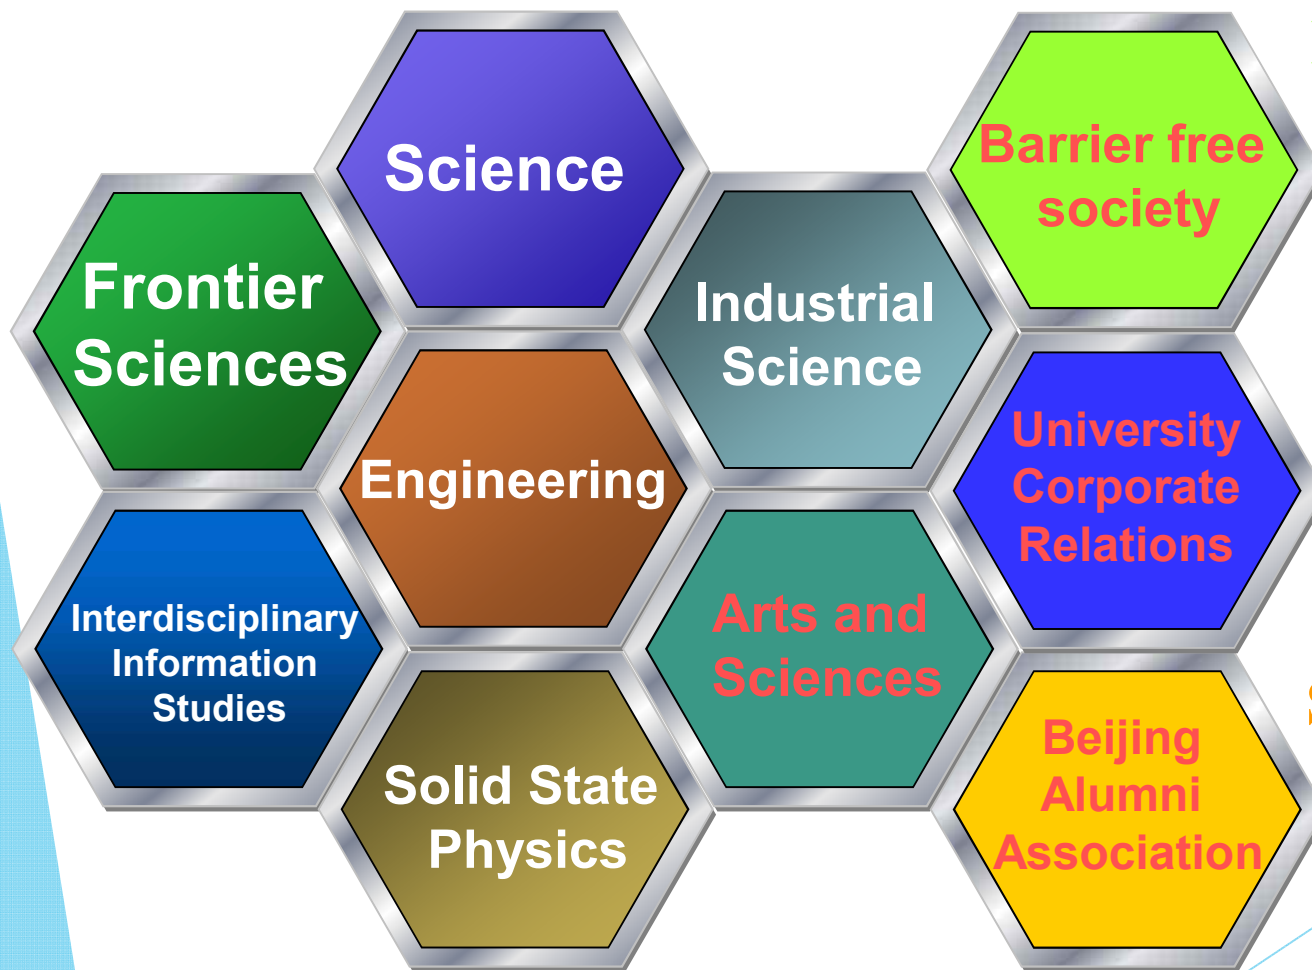 Science
Frontier
Sciences
Engineering
Interdisciplinary
Information
Studies
Solid State
Physics
Industrial
Science
Arts and
Sciences
Barrier free
society
University
Corporate
Relations
Beijing
Alumni
Association